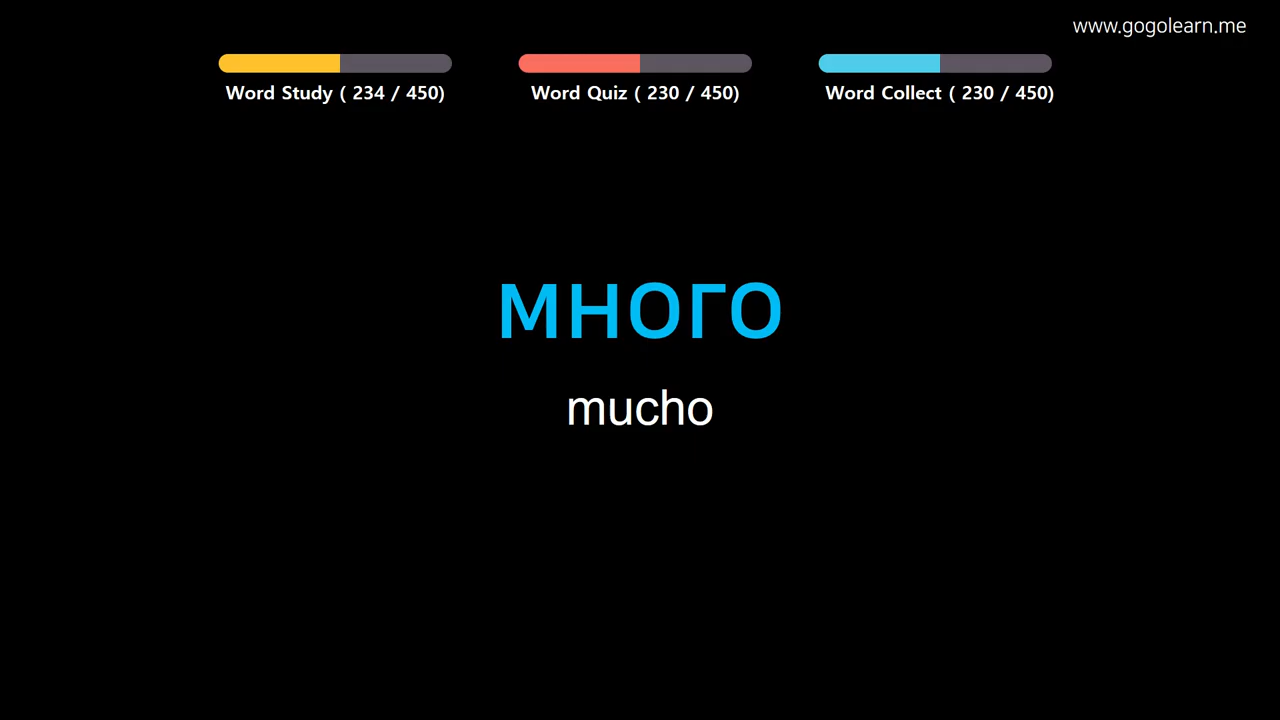 www.gogolearn.me
Word Study ( 234 / 450)
Word Quiz ( 230 / 450)
Word Collect ( 230 / 450)
много
mucho